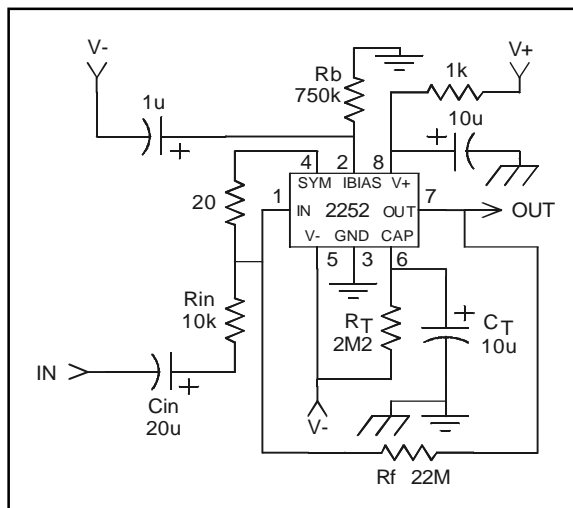 V-
Rb
750k
1k
V+
1u
+
+
10u
4
2
8
SYM
IBIAS
V+
20
1
IN
2252
OUT
7
OUT
V-
GND
CAP
5
3
6
Rin
10k
RT
2M2
+
CT
10u
IN
+
Cin
20u
V-
Rf 22M